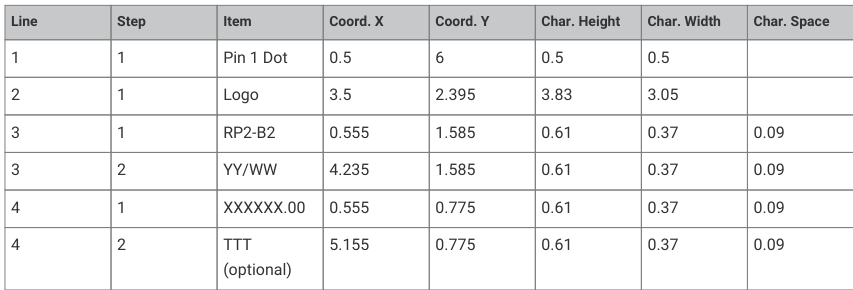 Line Step Item Coord. X Coord. Y Char. Height Char. Width Char. Space
1 1 Pin 1 Dot 0.5 6 0.5 0.5
2 1 Logo 3.5 2.395 3.83 3.05
3 1 RP2-B2 0.555 1.585 0.61 0.37 0.09
3 2 YY/WW 4.235 1.585 0.61 0.37 0.09
4 1 XXXXXX.00 0.555 0.775 0.61 0.37 0.09
4 2 TTT 5.155 0.775 0.61 0.37 0.09
(optional)